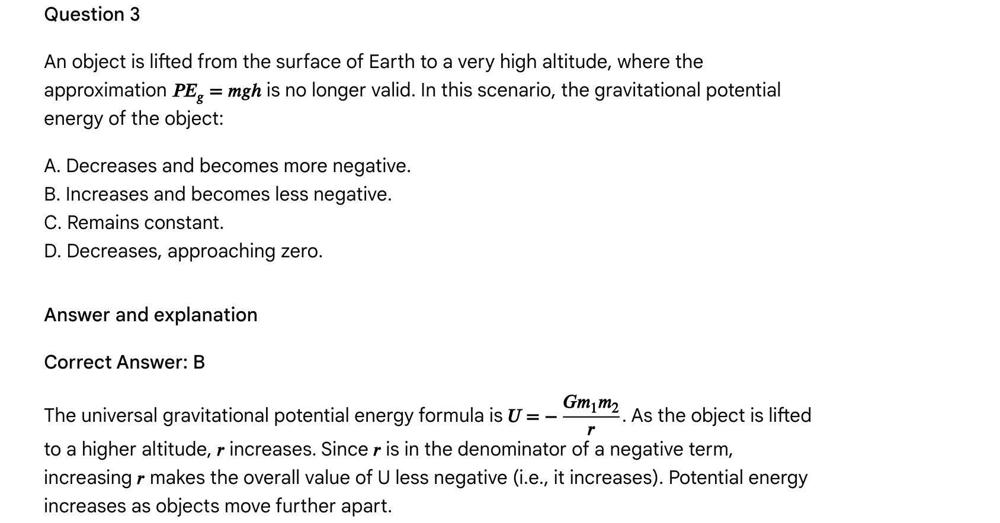 Question 3
An object is lifted from the surface of Earth to a very high altitude, where the
approximation PE_g = mgh is no longer valid. In this scenario, the gravitational potential
energy of the object:
A. Decreases and becomes more negative.
B. Increases and becomes less negative.
C. Remains constant.
D. Decreases, approaching zero.
Answer and explanation
Correct Answer: B
The universal gravitational potential energy formula is U = − Gm₁m₂/r. As the object is lifted
to a higher altitude, r increases. Since r is in the denominator of a negative term,
increasing r makes the overall value of U less negative (i.e., it increases). Potential energy
increases as objects move further apart.